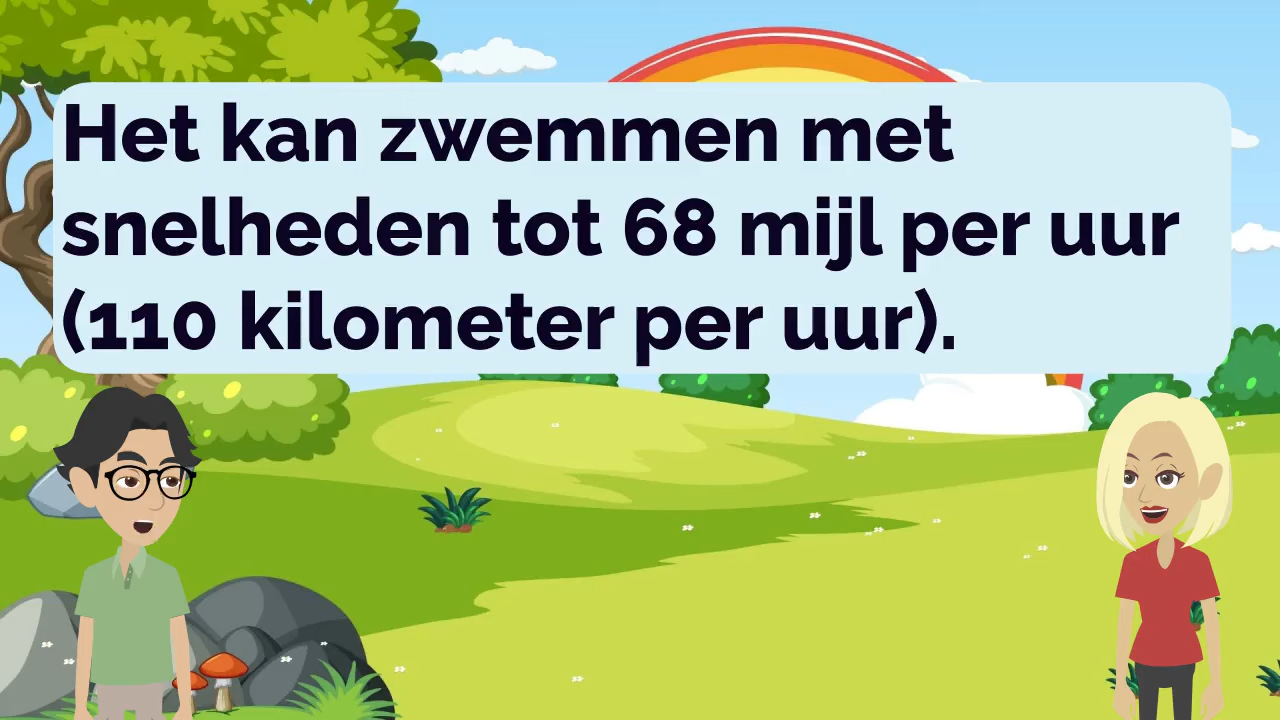 Het kan zwemmen met
snelheden tot 68 mijl per uur
(110 kilometer per uur).